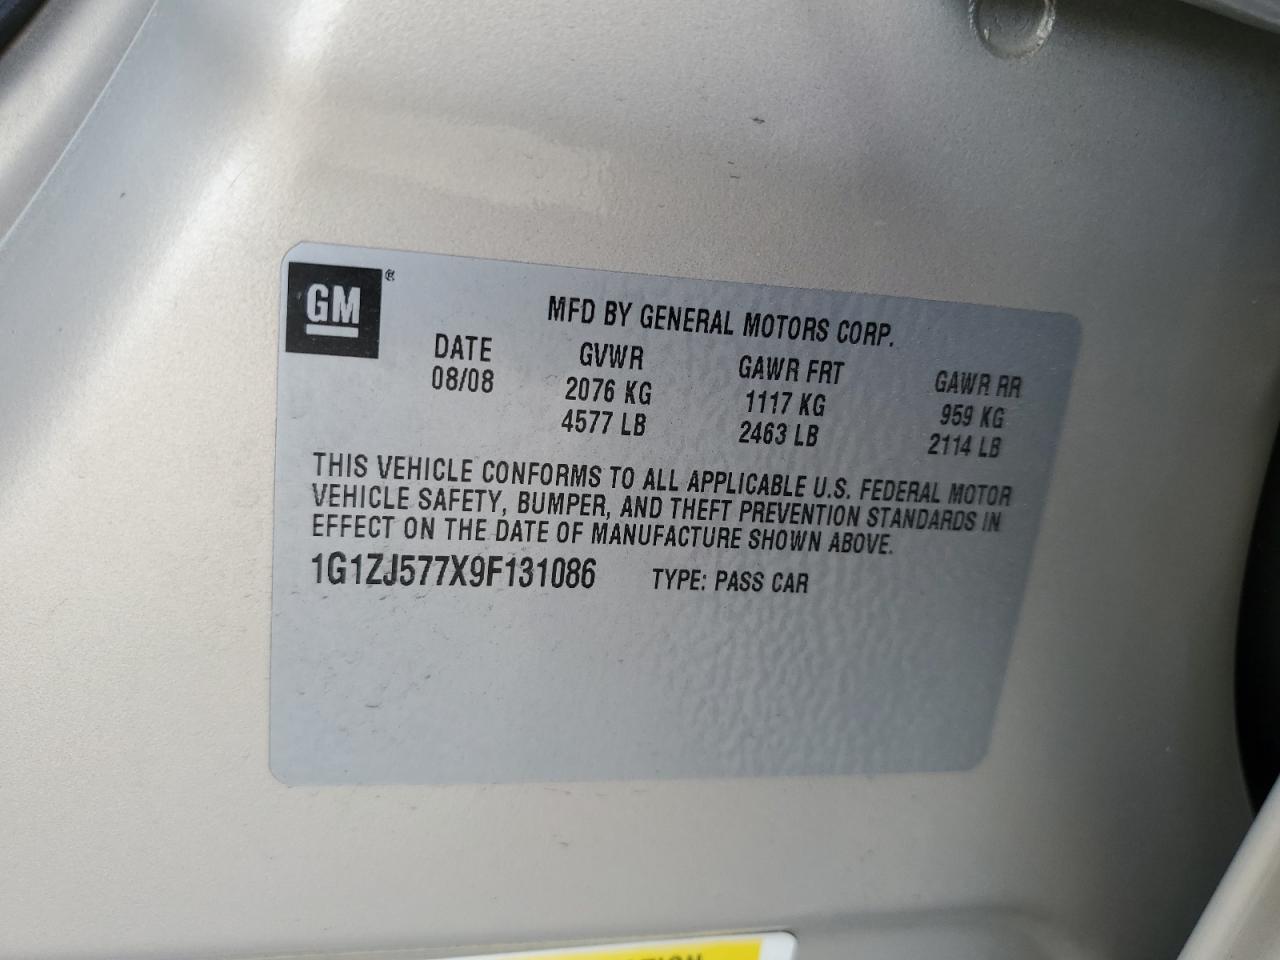 GM®
MFD BY GENERAL MOTORS CORP.
DATE GVWR GAWR FRT GAWR RR
08/08 2076 KG 1117 KG 959 KG
4577 LB 2463 LB 2114 LB
THIS VEHICLE CONFORMS TO ALL APPLICABLE U.S. FEDERAL MOTOR
VEHICLE SAFETY, BUMPER, AND THEFT PREVENTION STANDARDS IN
EFFECT ON THE DATE OF MANUFACTURE SHOWN ABOVE.
1G1ZJ577X9F131086 TYPE: PASS CAR